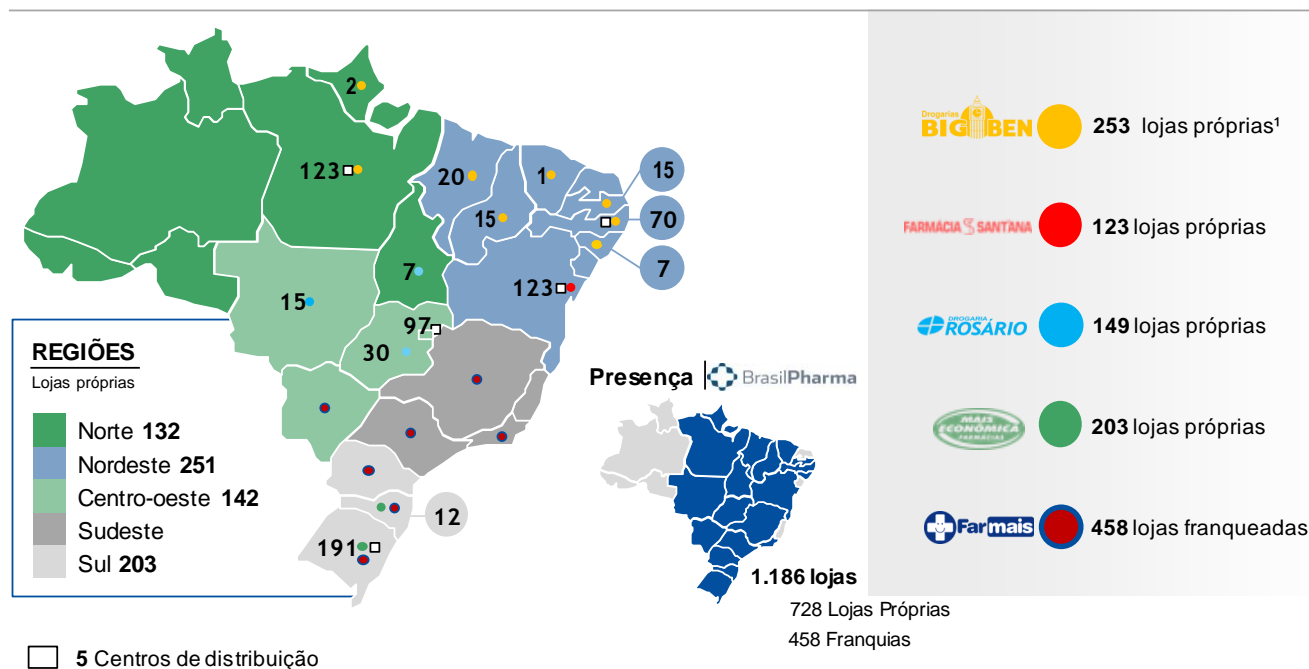 2
123
20
1
15
15
70
7
7
123
15
97
30
12
191
REGIÕES
Lojas próprias
Norte 132
Nordeste 251
Centro-oeste 142
Sudeste
Sul 203
5 Centros de distribuição
Presença BrasilPharma
1.186 lojas
728 Lojas Próprias
458 Franquias
Drogarias
BIG BEN
253 lojas próprias¹
FARMÁCIA SANT'ANA
123 lojas próprias
DROGARIA
ROSÁRIO
149 lojas próprias
MAIS
ECONÔMICA
FARMÁCIAS
203 lojas próprias
Farmais
458 lojas franqueadas